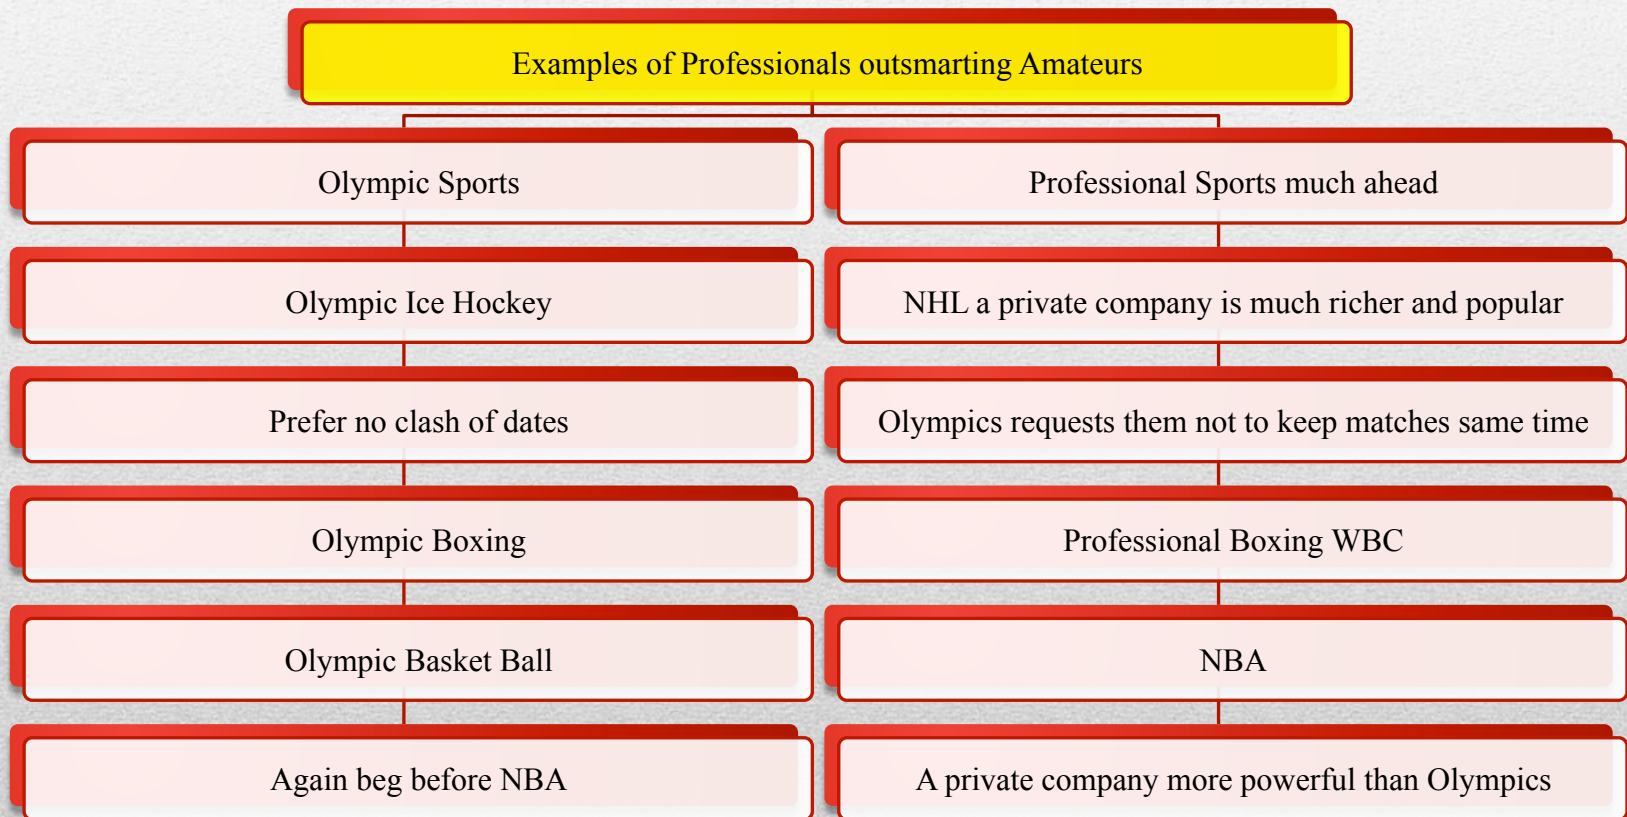 Examples of Professionals outsmarting Amateurs
Olympic Sports
Professional Sports much ahead
Olympic Ice Hockey
NHL a private company is much richer and popular
Prefer no clash of dates
Olympics requests them not to keep matches same time
Olympic Boxing
Professional Boxing WBC
Olympic Basket Ball
NBA
Again beg before NBA
A private company more powerful than Olympics